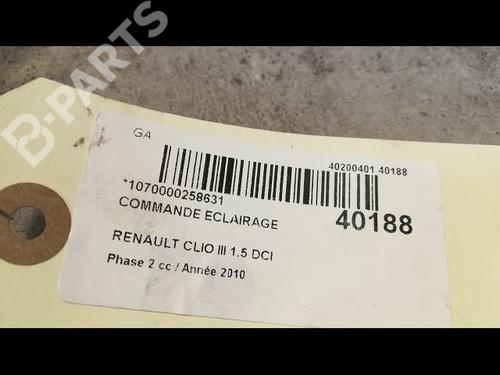 B-PARTS
GA
40200401 40188
*1070000258631
COMMANDE ECLAIRAGE
40188
RENAULT CLIO III 1.5 DCI
Phase 2 cc / Année 2010